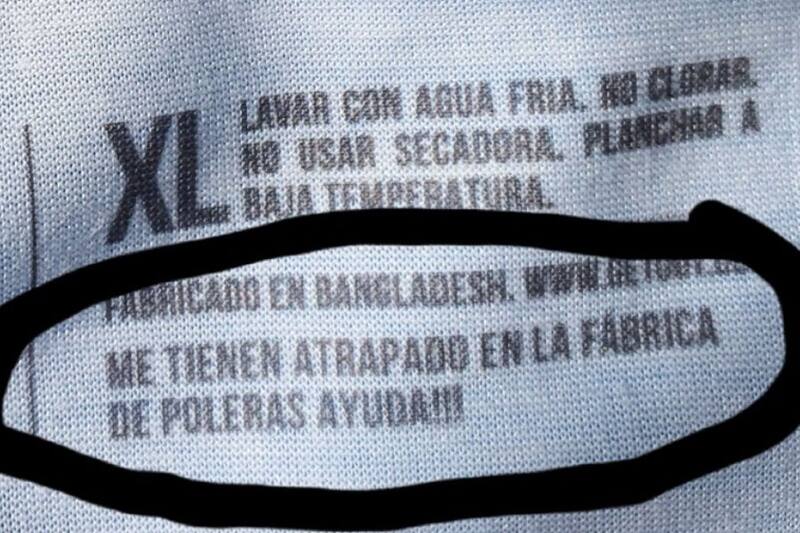 XL
LAVAR CON AGUA FRIA. NO CLORAR.
NO USAR SECADORA. PLANCHAR A
BAJA TEMPERATURA.
FABRICADO EN BANGLADESH.
ME TIENEN ATRAPADO EN LA FÁBRICA
DE POLERAS AYUDA!!!